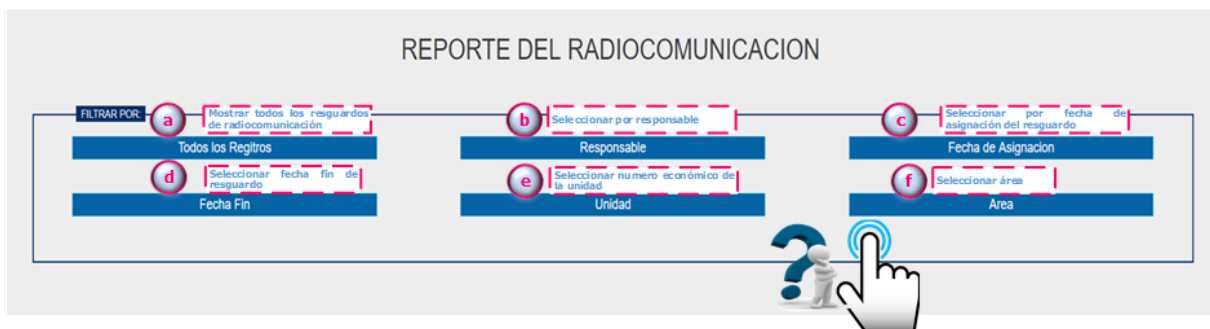 REPORTE DEL RADIOCOMUNICACION
FILTRAR POR:
a
Mostrar todos los resguardos
de radiocomunicación
Todos los Regitros
b
Seleccionar por responsable
Responsable
c
Seleccionar por fecha de
asignación del resguardo
Fecha de Asignacion
d
Seleccionar fecha fin de
resguardo
Fecha Fin
e
Seleccionar numero económico de
la unidad
Unidad
f
Seleccionar área
Area